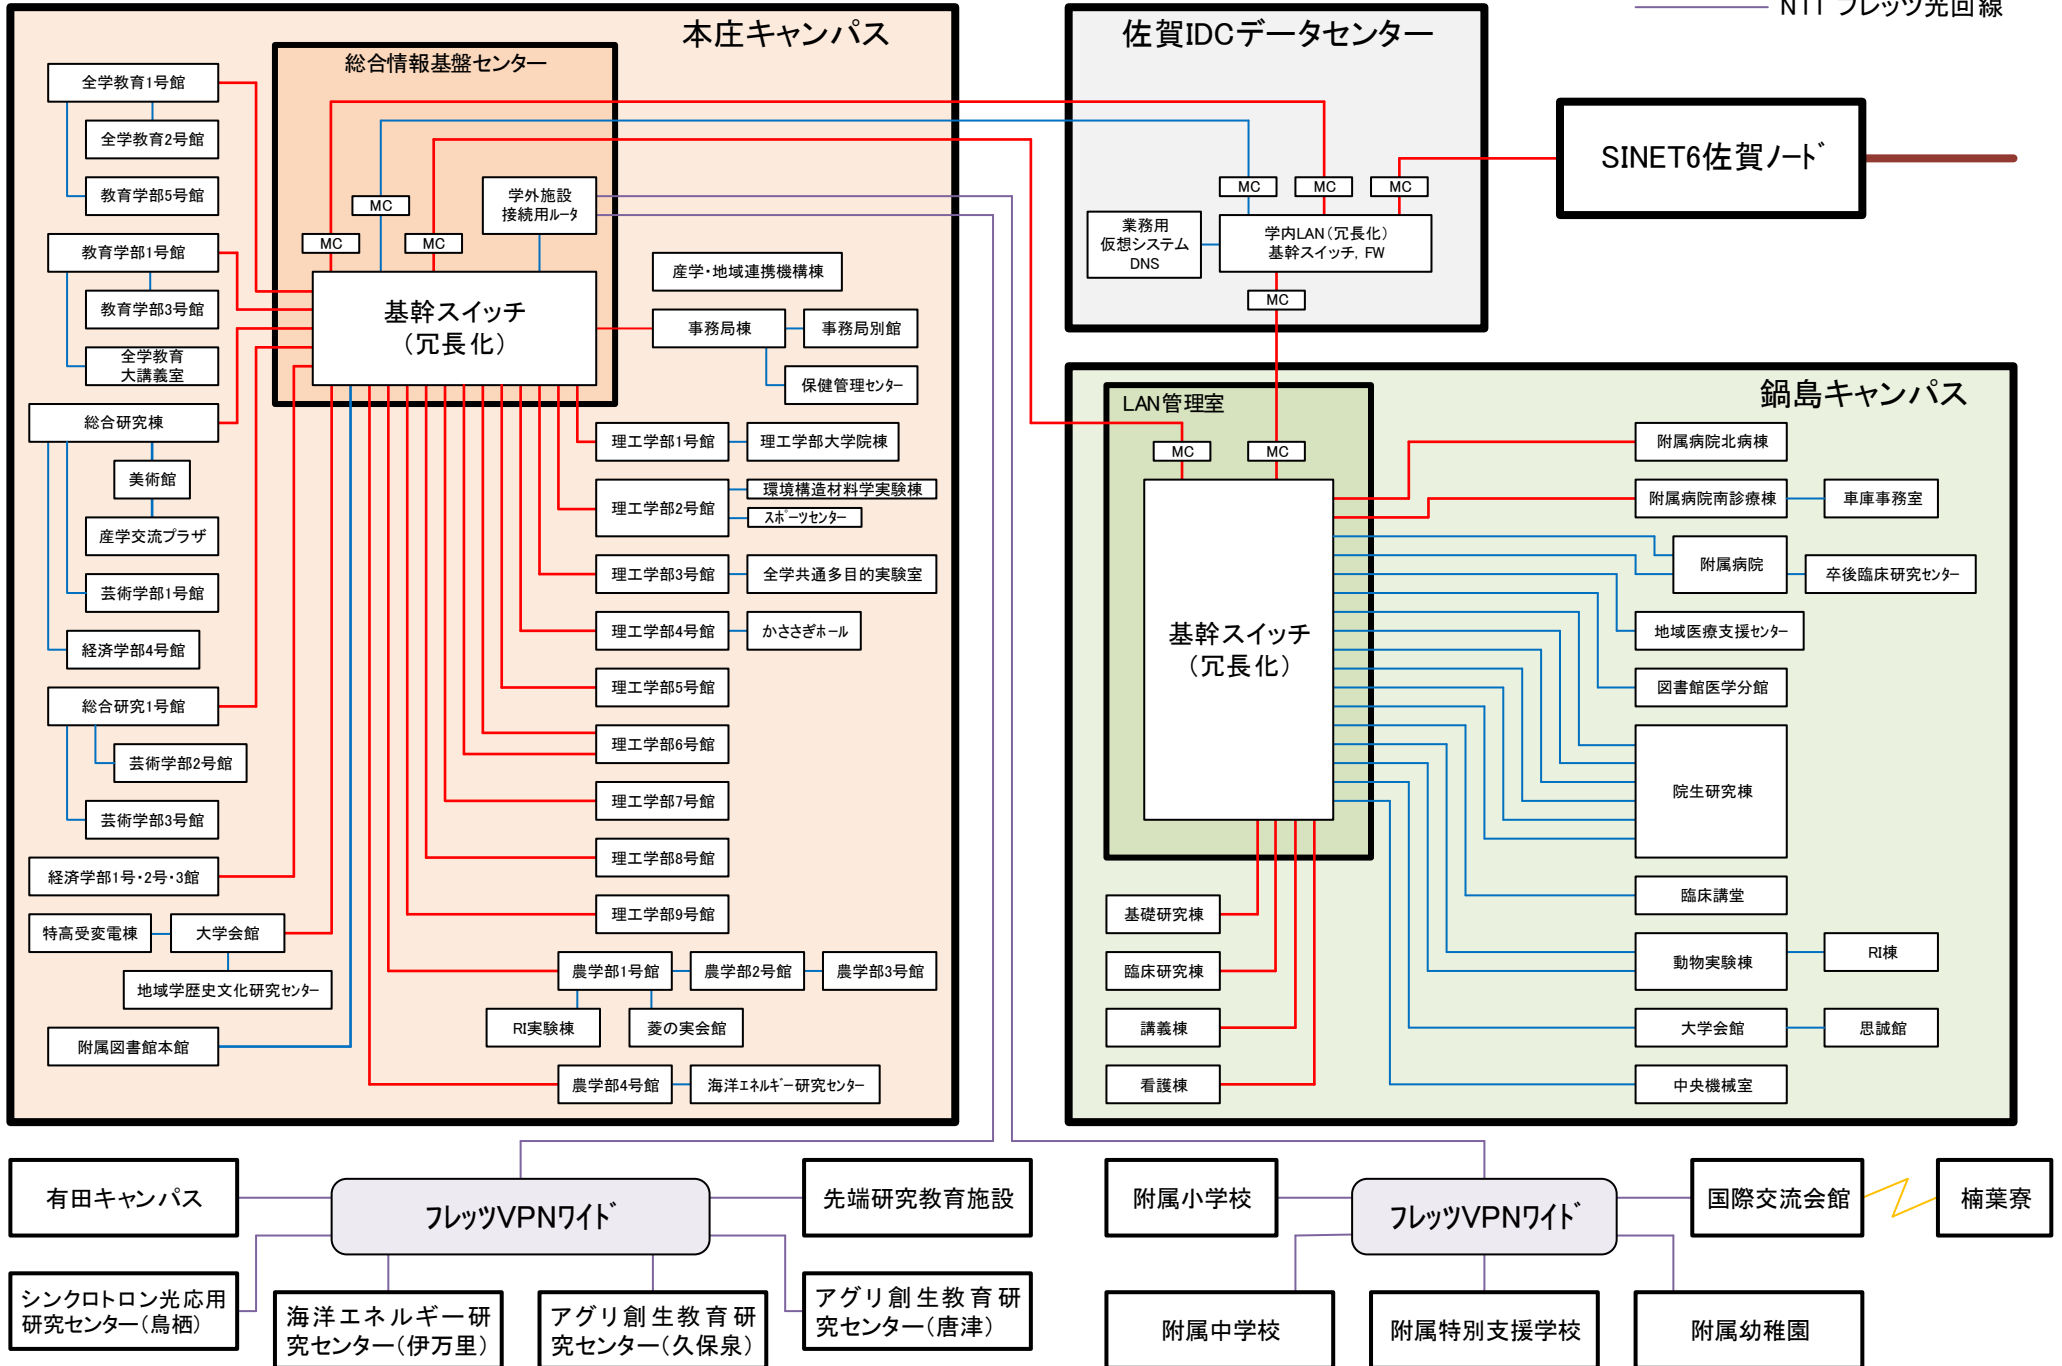 NTT フレッツ光回線
本庄キャンパス
総合情報基盤センター
全学教育1号館
全学教育2号館
教育学部5号館
教育学部1号館
教育学部3号館
全学教育
大講義室
総合研究棟
美術館
産学交流プラザ
芸術学部1号館
経済学部4号館
総合研究1号館
芸術学部2号館
芸術学部3号館
経済学部1号・2号・3館
特高受変電棟
大学会館
地域学歴史文化研究センター
附属図書館本館
MC
MC
MC
学外施設
接続用ルータ
基幹スイッチ
（冗長化）
産学・地域連携機構棟
事務局棟
事務局別館
保健管理センター
理工学部1号館
理工学部大学院棟
理工学部2号館
環境構造材料学実験棟
スポーツセンター
理工学部3号館
全学共通多目的実験室
理工学部4号館
かささぎホール
理工学部5号館
理工学部6号館
理工学部7号館
理工学部8号館
理工学部9号館
農学部1号館
農学部2号館
農学部3号館
RI実験棟
菱の実会館
農学部4号館
海洋エネルギー研究センター
佐賀IDCデータセンター
MC
MC
MC
業務用
仮想システム
DNS
学内LAN（冗長化）
基幹スイッチ, FW
MC
SINET6佐賀ノード
鍋島キャンパス
LAN管理室
MC
MC
基幹スイッチ
（冗長化）
附属病院北病棟
附属病院南診療棟
車庫事務室
附属病院
卒後臨床研究センター
地域医療支援センター
図書館医学分館
院生研究棟
臨床講堂
動物実験棟
RI棟
大学会館
思誠館
中央機械室
基礎研究棟
臨床研究棟
講義棟
看護棟
有田キャンパス
フレッツVPNワイド
先端研究教育施設
シンクロトロン光応用
研究センター（鳥栖）
海洋エネルギー研
究センター（伊万里）
アグリ創生教育研
究センター（久保泉）
アグリ創生教育研
究センター（唐津）
附属小学校
フレッツVPNワイド
国際交流会館
楠葉寮
附属中学校
附属特別支援学校
附属幼稚園